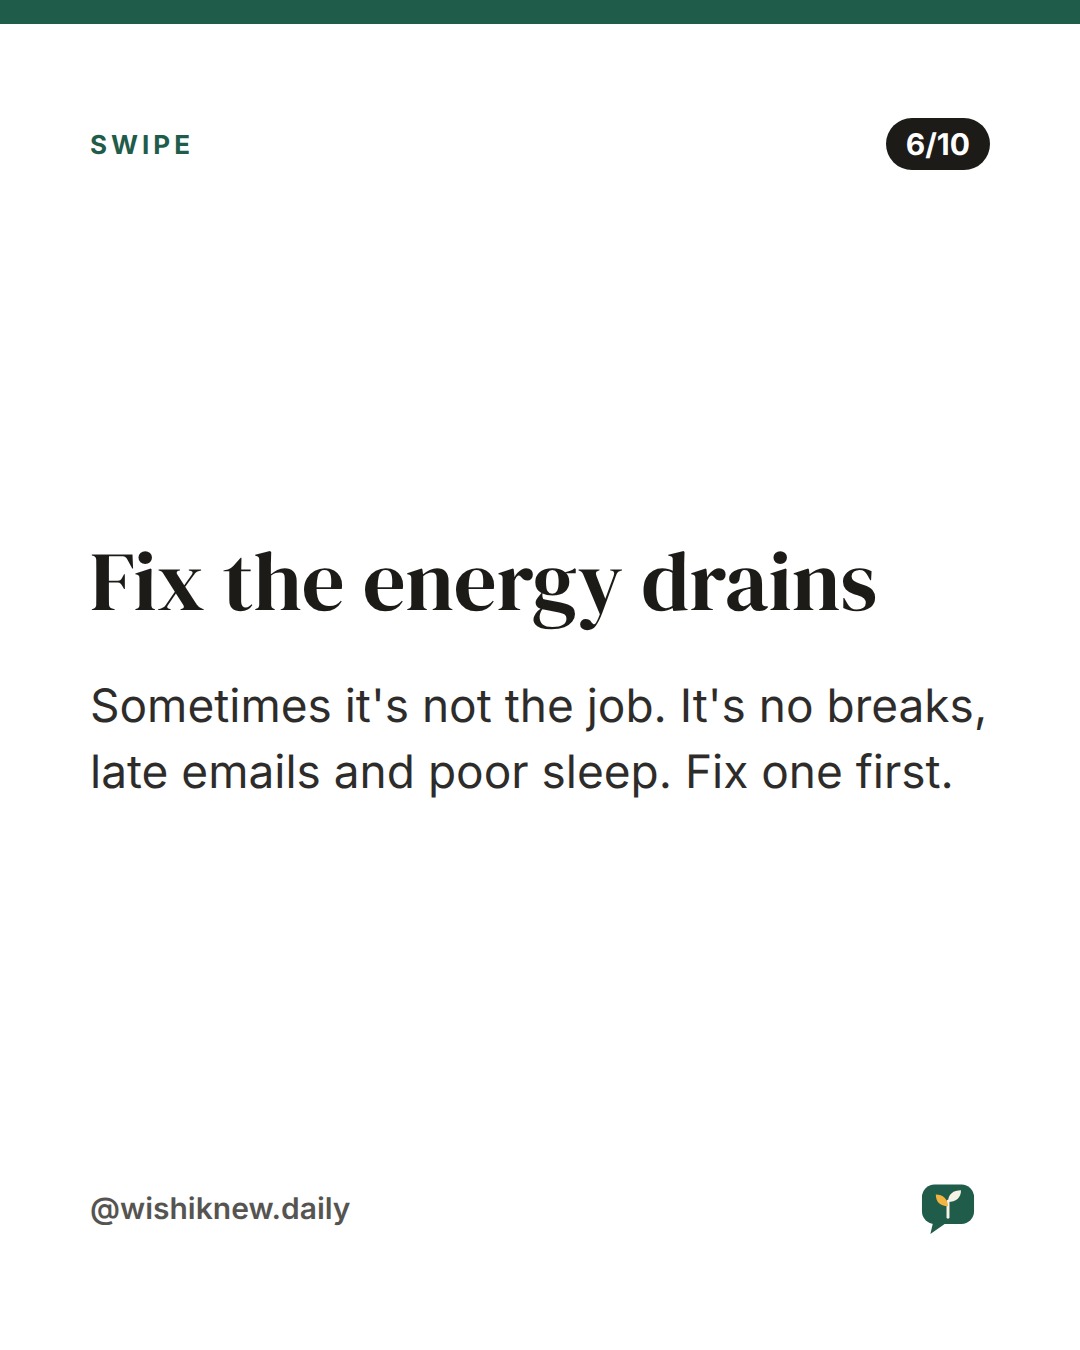 SWIPE
6/10
Fix the energy drains
Sometimes it's not the job. It's no breaks,
late emails and poor sleep. Fix one first.
@wishiknew.daily